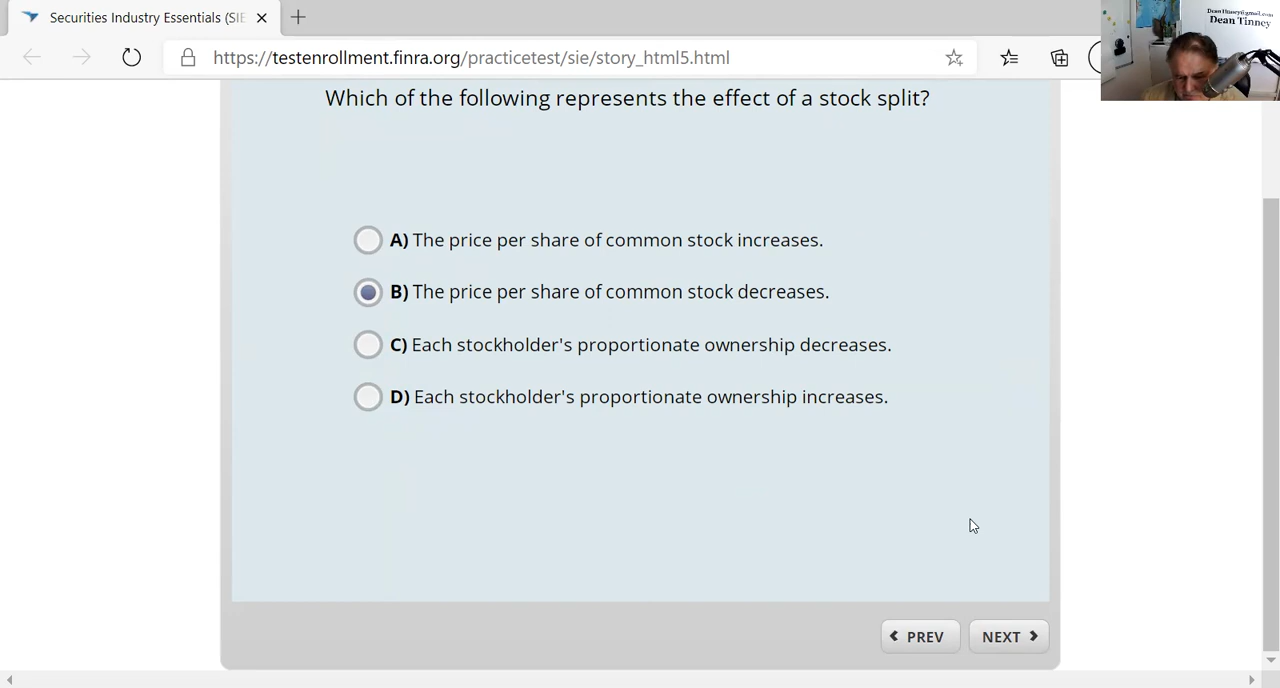 Securities Industry Essentials (SIE
https://testenrollment.finra.org/practicetest/sie/story_html5.html
Dean Tinney
Which of the following represents the effect of a stock split?
A) The price per share of common stock increases.
B) The price per share of common stock decreases.
C) Each stockholder's proportionate ownership decreases.
D) Each stockholder's proportionate ownership increases.
PREV
NEXT